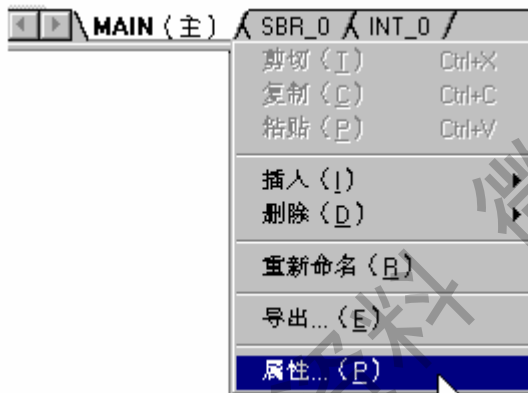 MAIN（主） SBR_0 INT_0
剪切（T） Ctrl+X
复制（C） Ctrl+C
粘贴（P） Ctrl+V
插入（I）
删除（D）
重新命名（R）
导出...（E）
属性...（P）